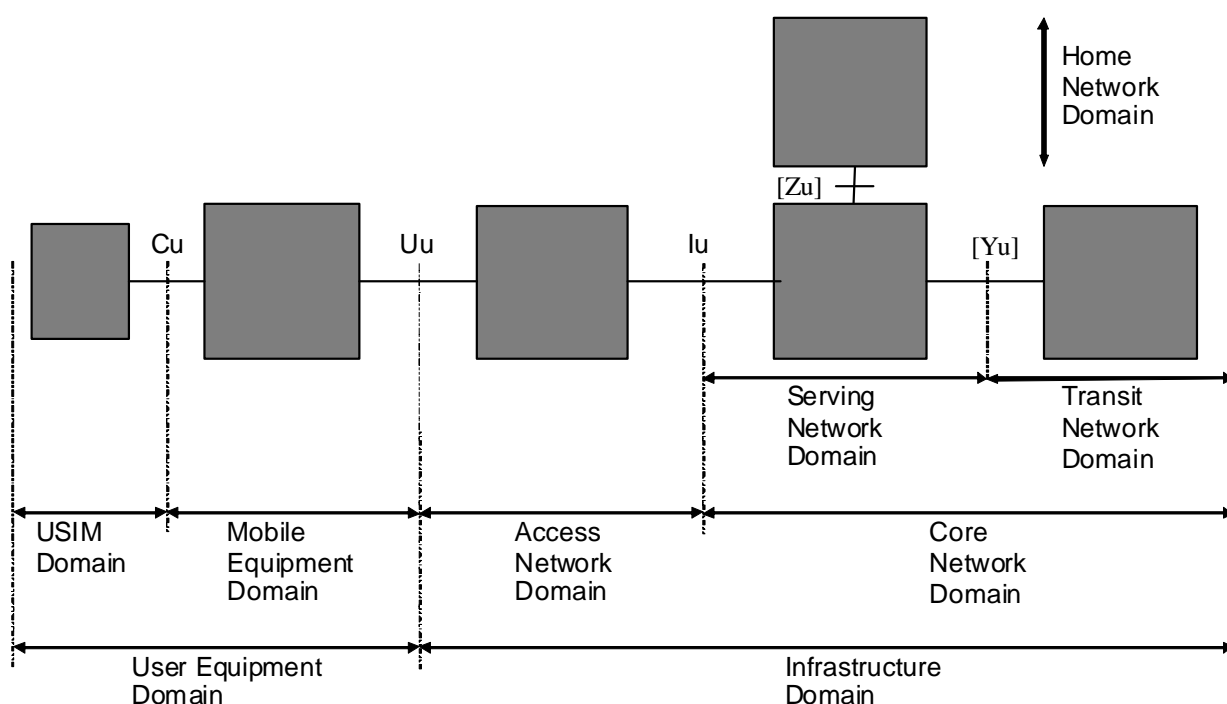 Home
Network
Domain
[Zu]
Cu
Uu
Iu
[Yu]
Serving
Network
Domain
Transit
Network
Domain
USIM
Domain
Mobile
Equipment
Domain
Access
Network
Domain
Core
Network
Domain
User Equipment
Domain
Infrastructure
Domain